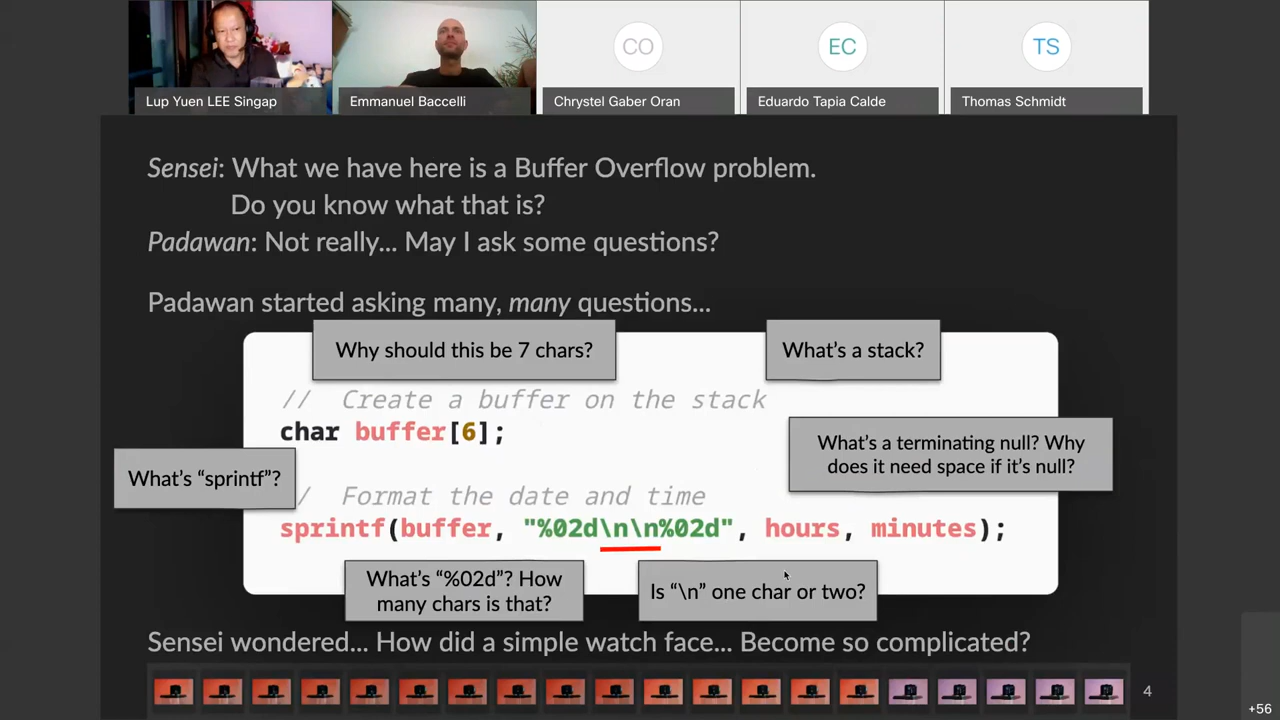 CO
EC
TS
Lup Yuen LEE Singap
Emmanuel Baccelli
Chrystel Gaber Oran
Eduardo Tapia Calde
Thomas Schmidt
Sensei: What we have here is a Buffer Overflow problem.
Do you know what that is?
Padawan: Not really... May I ask some questions?
Padawan started asking many, many questions...
Why should this be 7 chars?
What's a stack?
// Create a buffer on the stack
char buffer[6];
What's a terminating null? Why
does it need space if it's null?
What's “sprintf”?
/ Format the date and time
sprintf(buffer, "%02d\n\n%02d", hours, minutes);
What's “%02d”? How
many chars is that?
Is “\n” one char or two?
Sensei wondered... How did a simple watch face... Become so complicated?
4
+56